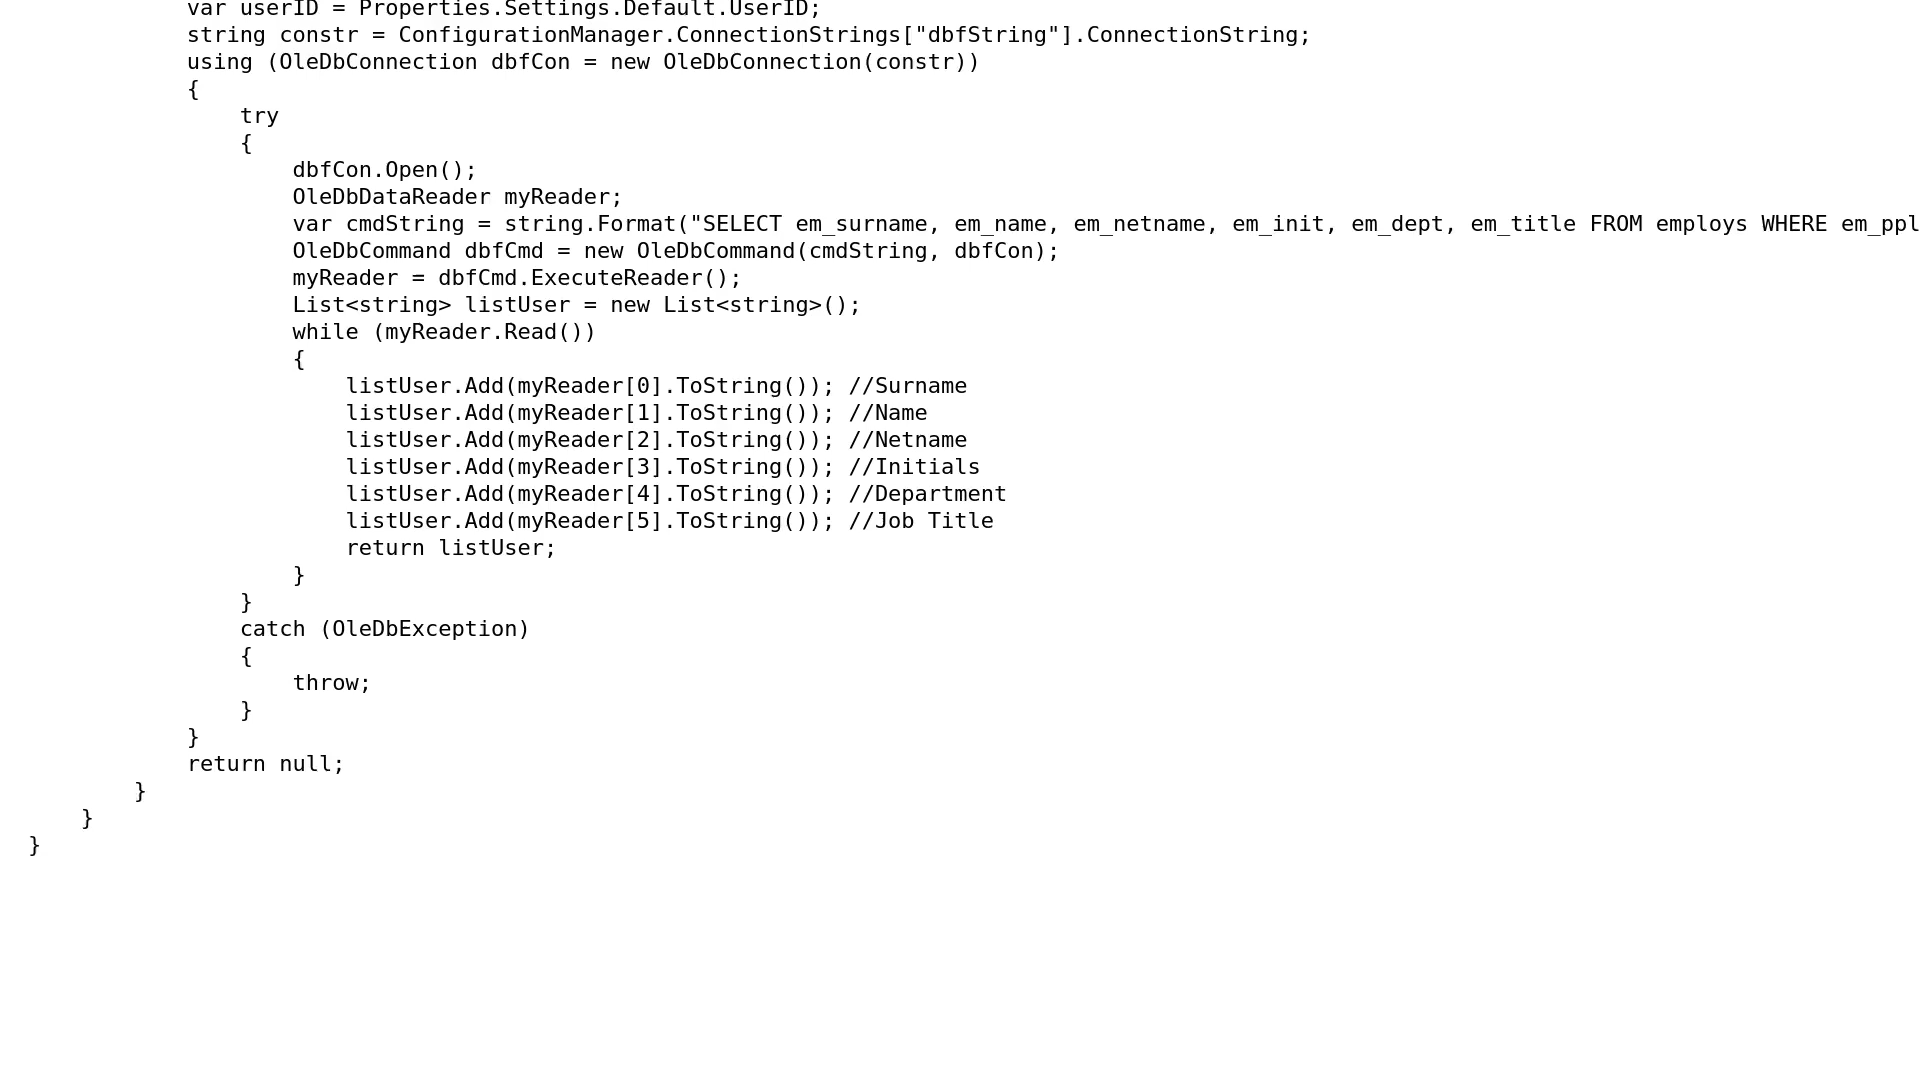 var userID = Properties.Settings.Default.UserID;
string constr = ConfigurationManager.ConnectionStrings["dbfString"].ConnectionString;
using (OleDbConnection dbfCon = new OleDbConnection(constr))
{
try
{
dbfCon.Open();
OleDbDataReader myReader;
var cmdString = string.Format("SELECT em_surname, em_name, em_netname, em_init, em_dept, em_title FROM employs WHERE em_ppl
OleDbCommand dbfCmd = new OleDbCommand(cmdString, dbfCon);
myReader = dbfCmd.ExecuteReader();
List<string> listUser = new List<string>();
while (myReader.Read())
{
listUser.Add(myReader[0].ToString()); //Surname
listUser.Add(myReader[1].ToString()); //Name
listUser.Add(myReader[2].ToString()); //Netname
listUser.Add(myReader[3].ToString()); //Initials
listUser.Add(myReader[4].ToString()); //Department
listUser.Add(myReader[5].ToString()); //Job Title
return listUser;
}
}
catch (OleDbException)
{
throw;
}
}
return null;
}
}
}